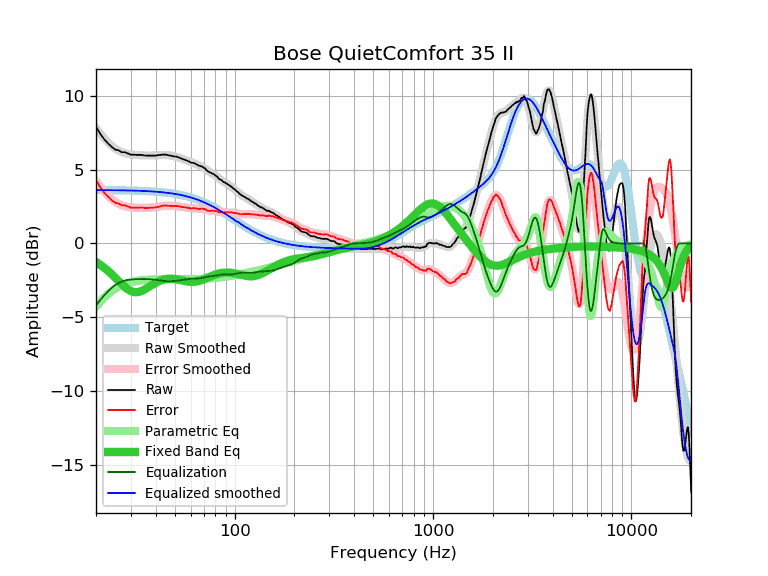 Bose QuietComfort 35 II
Amplitude (dBr)
10
5
0
−5
−10
−15
Target
Raw Smoothed
Error Smoothed
Raw
Error
Parametric Eq
Fixed Band Eq
Equalization
Equalized smoothed
100
1000
10000
Frequency (Hz)